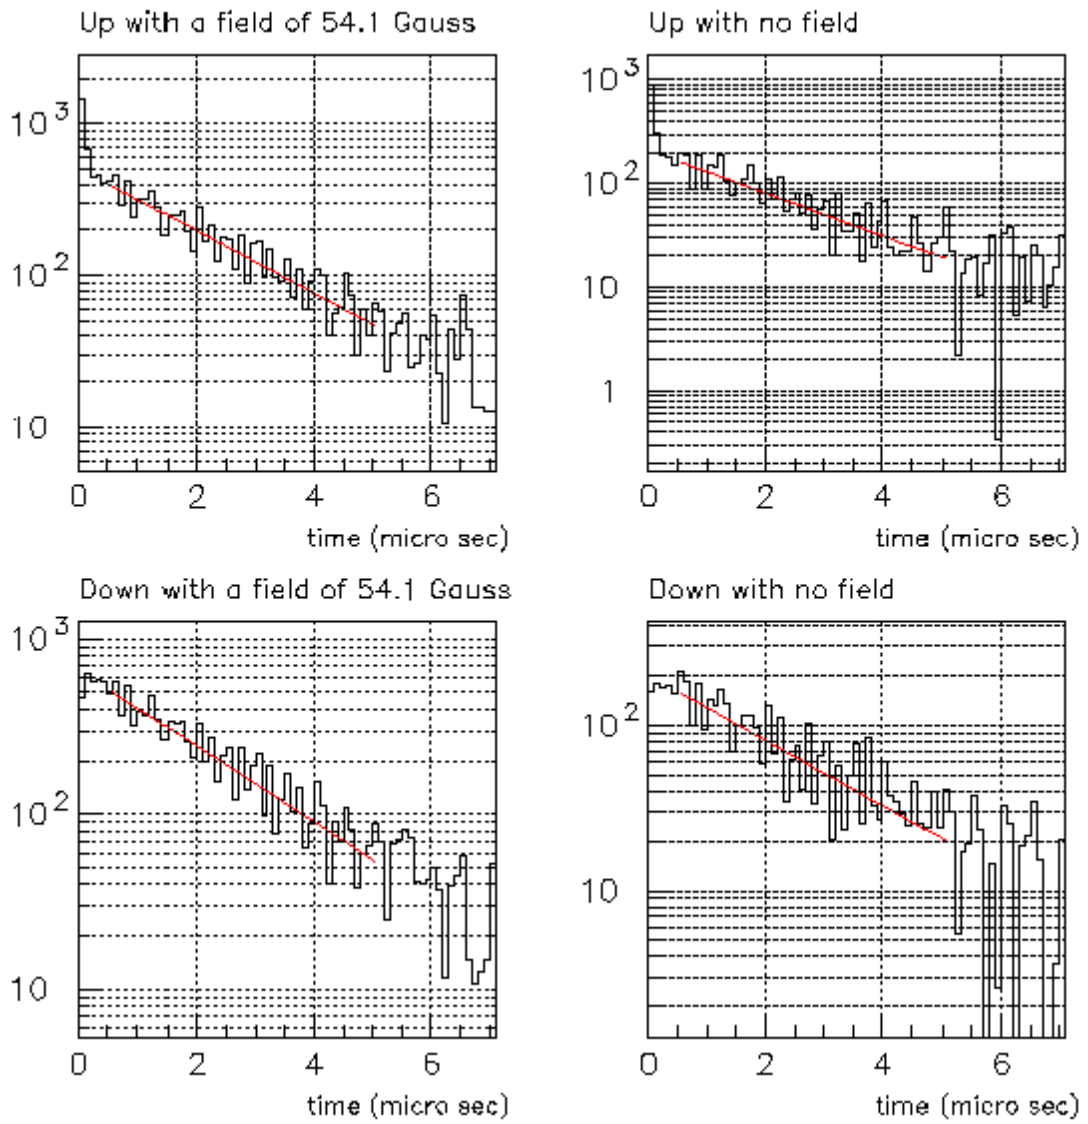 Up with a field of 54.1 Gauss
10³
10²
10
0 2 4 6
time (micro sec)
Up with no field
10³
10²
10
1
0 2 4 6
time (micro sec)
Down with a field of 54.1 Gauss
10³
10²
10
0 2 4 6
time (micro sec)
Down with no field
10²
10
0 2 4 6
time (micro sec)